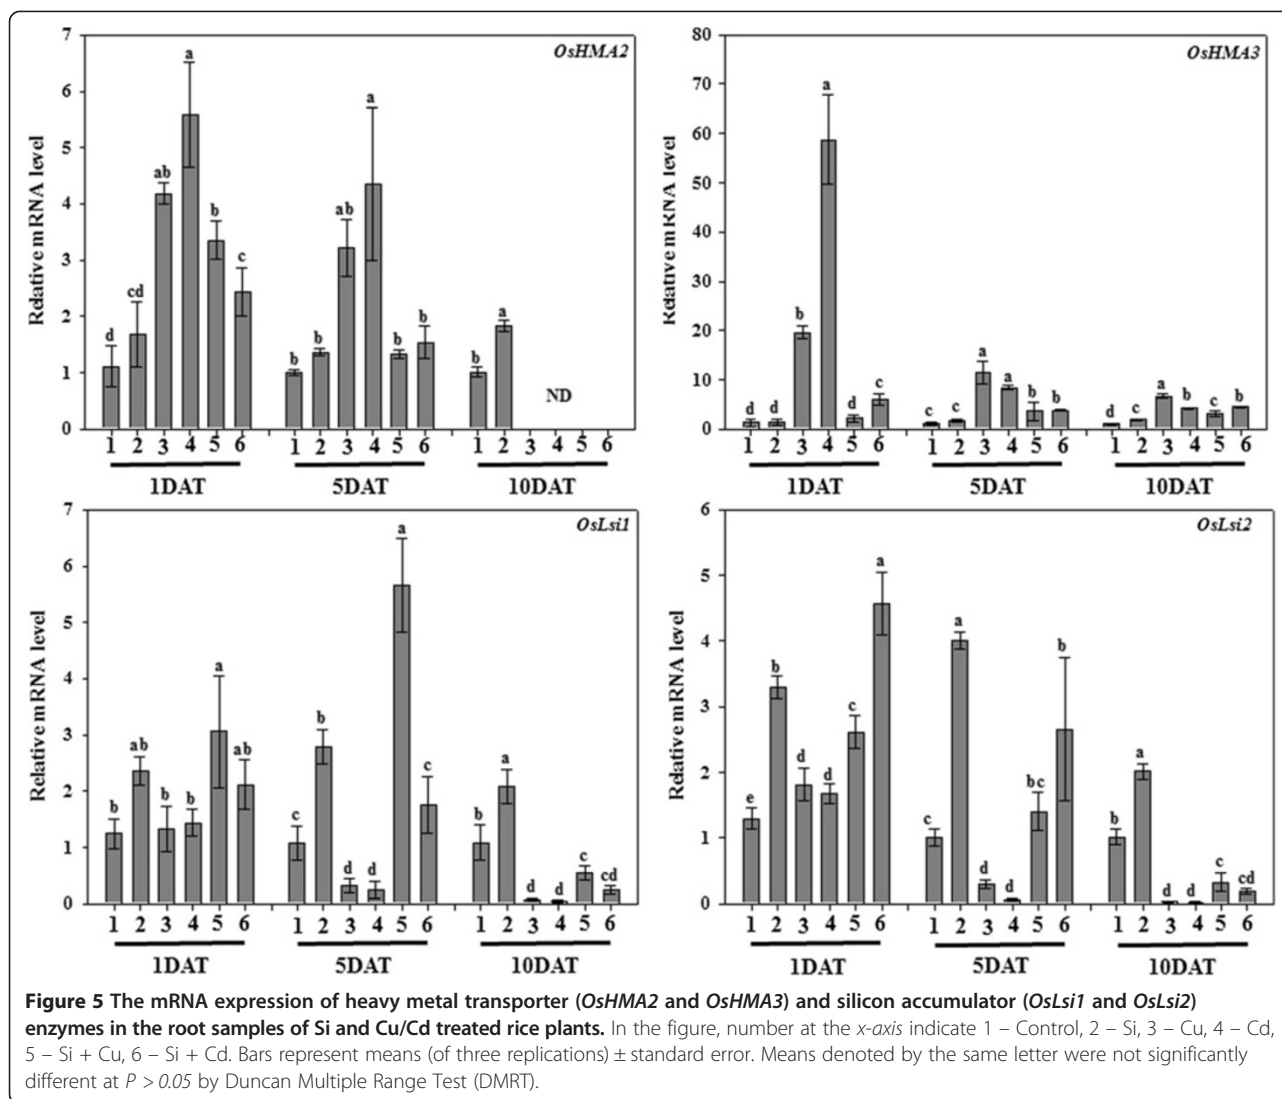 OsHMA2
Relative mRNA level
7
6
5
4
3
2
1
0
d
cd
ab
a
b
c
b
b
ab
a
b
b
b
a
ND
1 2 3 4 5 6 1 2 3 4 5 6 1 2 3 4 5 6
1DAT 5DAT 10DAT
OsHMA3
Relative mRNA level
80
70
60
50
40
30
20
10
0
d
d
b
a
d
c
c
c
a
a
b
b
d
c
a
b
c
b
1 2 3 4 5 6 1 2 3 4 5 6 1 2 3 4 5 6
1DAT 5DAT 10DAT
OsLsi1
Relative mRNA level
7
6
5
4
3
2
1
0
b
ab
b
b
a
ab
c
b
d
d
a
c
b
a
d
d
c
cd
1 2 3 4 5 6 1 2 3 4 5 6 1 2 3 4 5 6
1DAT 5DAT 10DAT
OsLsi2
Relative mRNA level
6
5
4
3
2
1
0
e
b
d
d
c
a
c
a
d
d
bc
b
b
a
d
d
c
cd
1 2 3 4 5 6 1 2 3 4 5 6 1 2 3 4 5 6
1DAT 5DAT 10DAT
Figure 5 The mRNA expression of heavy metal transporter (OsHMA2 and OsHMA3) and silicon accumulator (OsLsi1 and OsLsi2)
enzymes in the root samples of Si and Cu/Cd treated rice plants. In the figure, number at the x-axis indicate 1 – Control, 2 – Si, 3 – Cu, 4 – Cd,
5 – Si + Cu, 6 – Si + Cd. Bars represent means (of three replications) ± standard error. Means denoted by the same letter were not significantly
different at P > 0.05 by Duncan Multiple Range Test (DMRT).